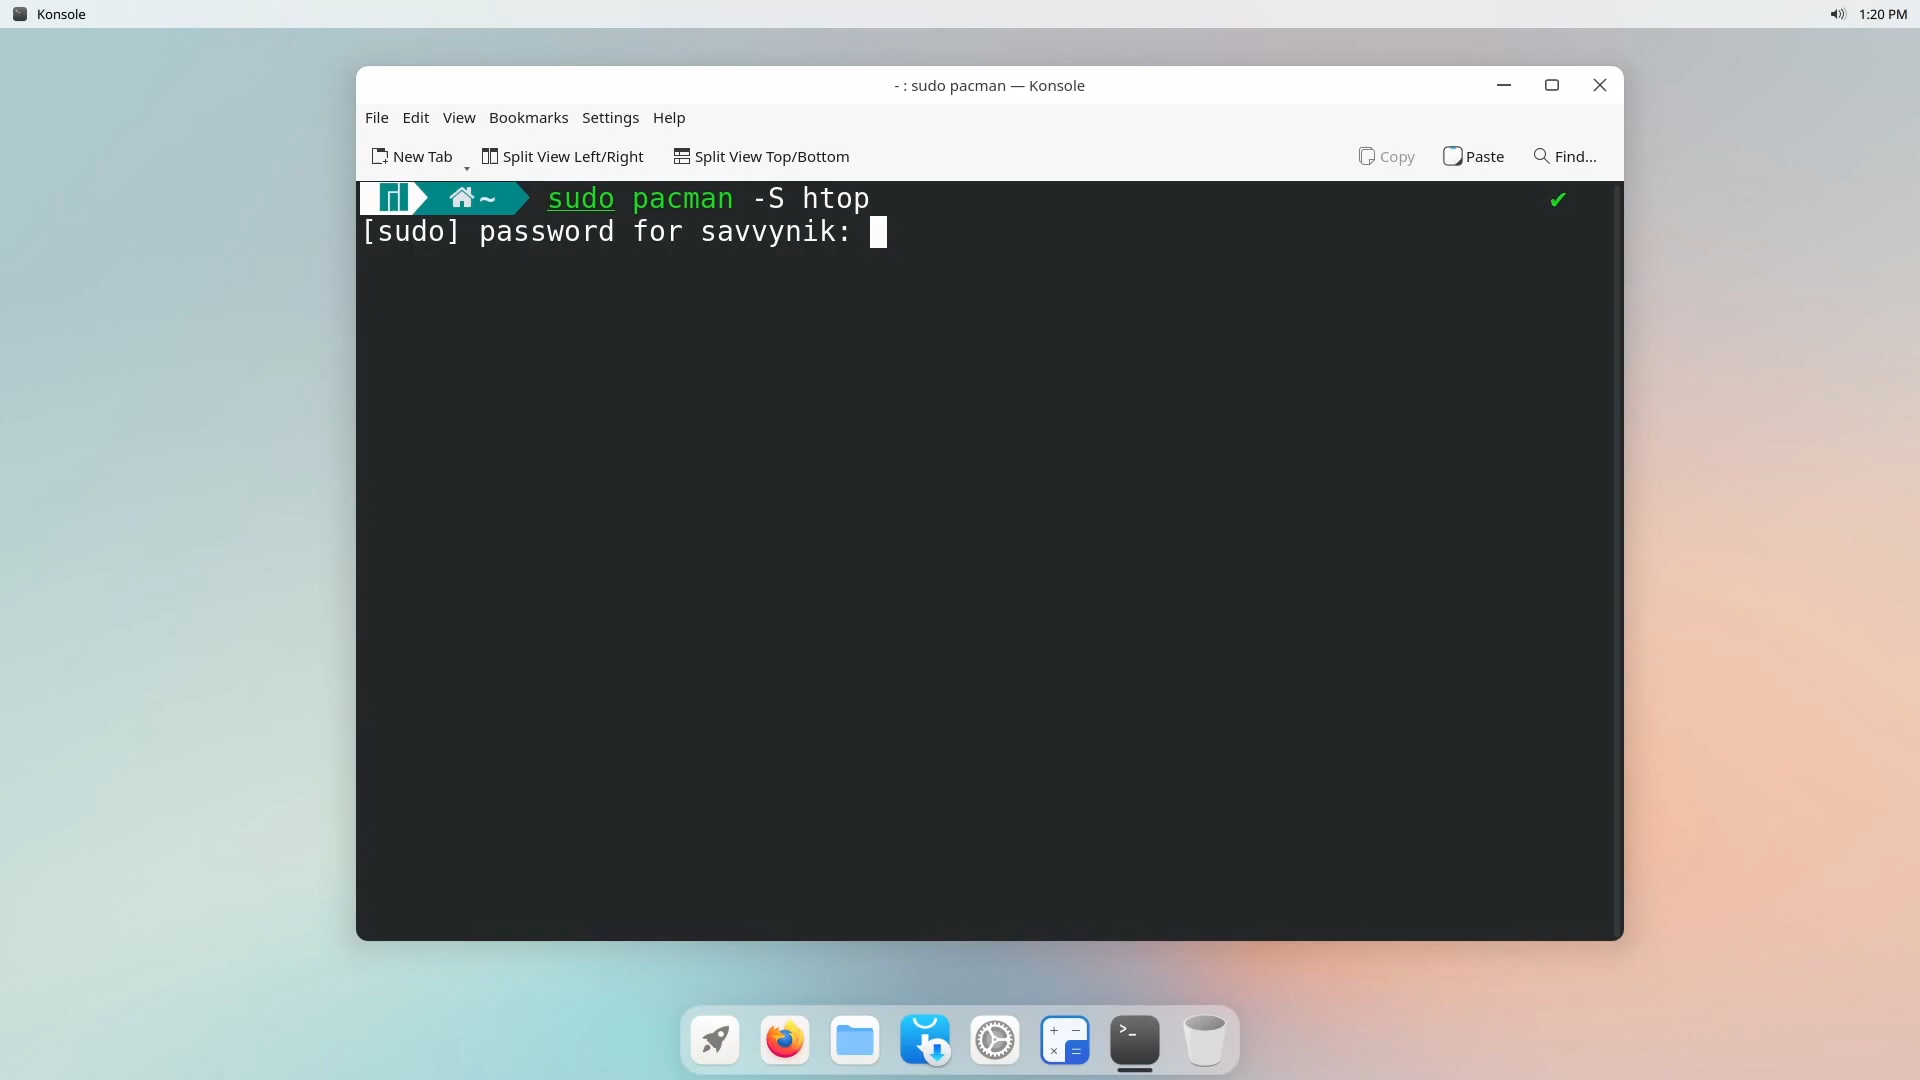 Konsole
1:20 PM
- : sudo pacman — Konsole
File Edit View Bookmarks Settings Help
New Tab Split View Left/Right Split View Top/Bottom Copy Paste Find...
~ sudo pacman -S htop ✔
[sudo] password for savvynik: